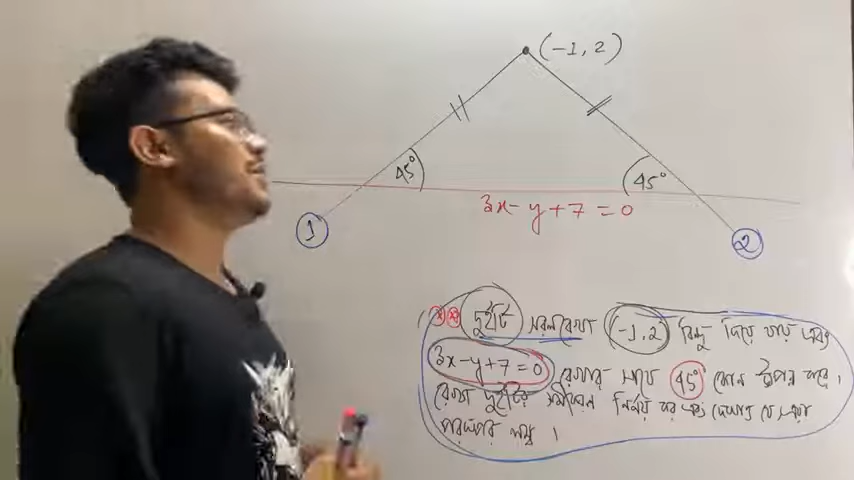 (-1, 2)
45°
45°
3x - y + 7 = 0
1
2
দুইটি সরলরেখা (-1, 2) বিন্দু দিয়ে যায় এবং
3x - y + 7 = 0 রেখার সাথে 45° কোণ উৎপন্ন করে।
রেখা দুইটির সমীকরণ নির্ণয় কর এবং দেখাও যে, এরা
পরস্পর লম্ব।